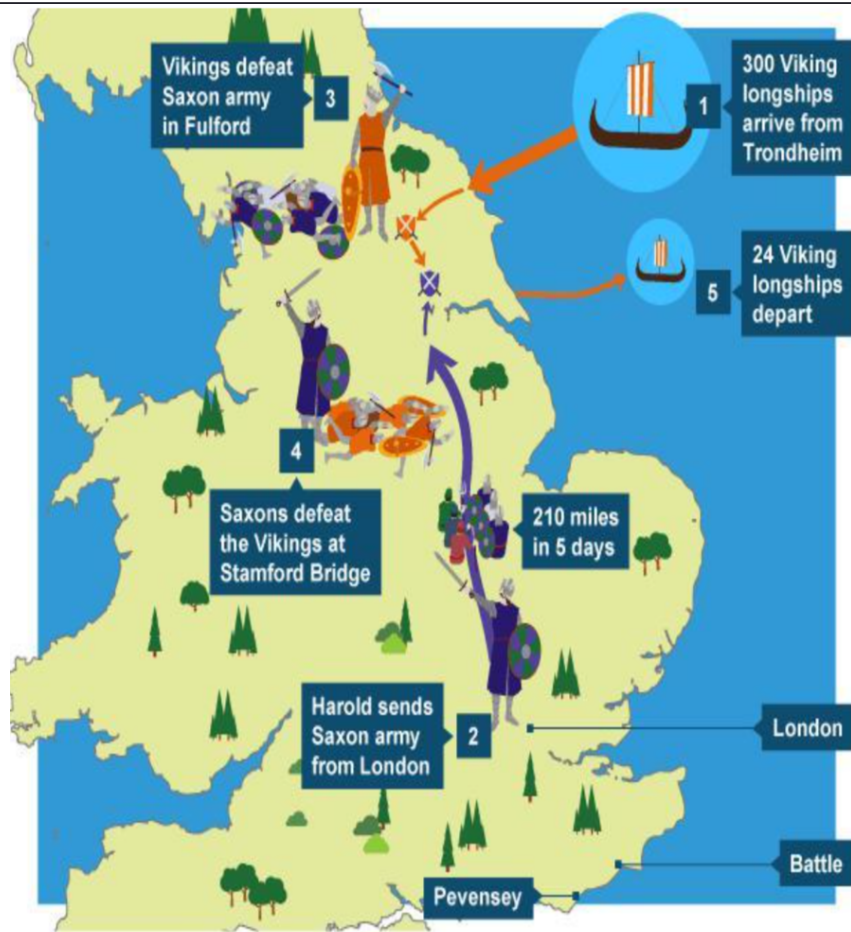 Vikings defeat
Saxon army
in Fulford
3
1
300 Viking
longships
arrive from
Trondheim
5
24 Viking
longships
depart
4
Saxons defeat
the Vikings at
Stamford Bridge
210 miles
in 5 days
Harold sends
Saxon army
from London
2
London
Battle
Pevensey